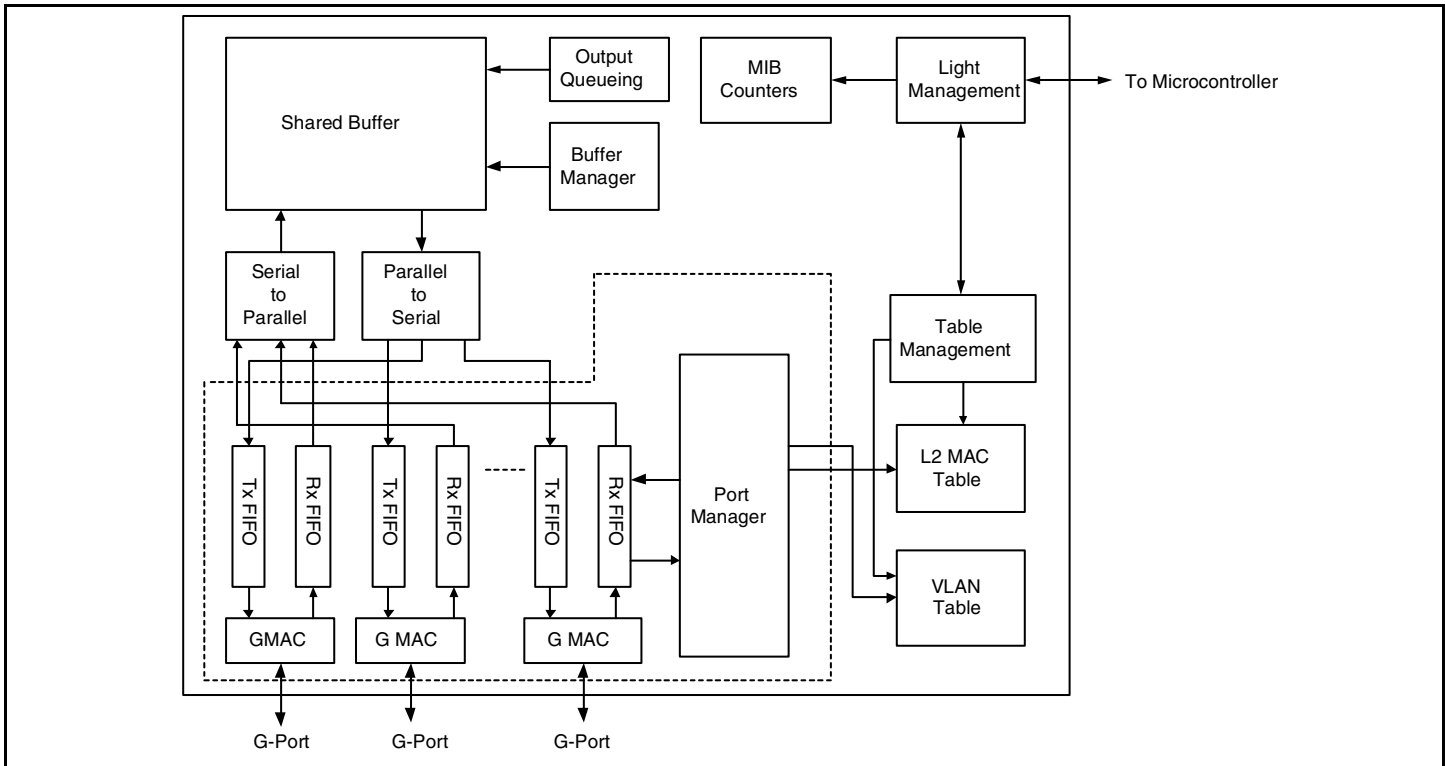 Output
Queueing
MIB
Counters
Light
Management
To Microcontroller
Shared Buffer
Buffer
Manager
Serial
to
Parallel
Parallel
to
Serial
Table
Management
L2 MAC
Table
Tx FIFO
Rx FIFO
Tx FIFO
Rx FIFO
Tx FIFO
Rx FIFO
Port
Manager
VLAN
Table
GMAC
G MAC
G MAC
G-Port
G-Port
G-Port